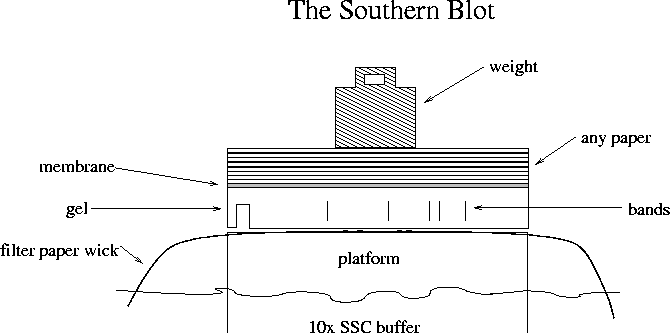 The Southern Blot
weight
any paper
membrane
gel
bands
filter paper wick
platform
10x SSC buffer